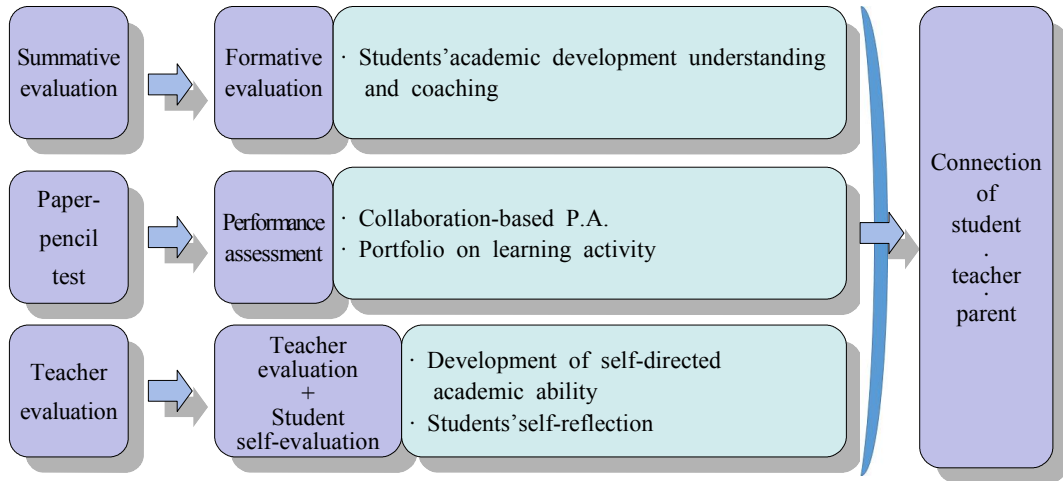 Summative
evaluation
Formative
evaluation
· Students’academic development understanding
and coaching
Paper-
pencil
test
Performance
assessment
· Collaboration-based P.A.
· Portfolio on learning activity
Teacher
evaluation
Teacher
evaluation
+
Student
self-evaluation
· Development of self-directed
academic ability
· Students’self-reflection
Connection
of
student
·
teacher
·
parent